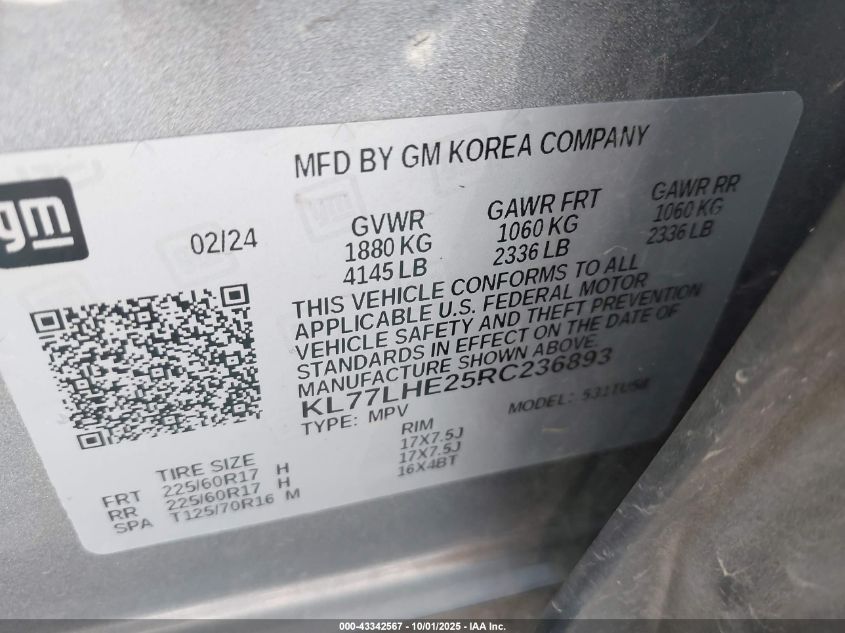 MFD BY GM KOREA COMPANY
gm
02/24
GVWR
1880 KG
4145 LB
GAWR FRT
1060 KG
2336 LB
GAWR RR
1060 KG
2336 LB
THIS VEHICLE CONFORMS TO ALL
APPLICABLE U.S. FEDERAL MOTOR
VEHICLE SAFETY AND THEFT PREVENTION
STANDARDS IN EFFECT ON THE DATE OF
MANUFACTURE SHOWN ABOVE.
KL77LHE25RC236893
TYPE: MPV
MODEL:
TIRE SIZE
RIM
FRT 225/60R17 H 17X7.5J
RR 225/60R17 H 17X7.5J
SPA T125/70R16 M 16X4BT
000-43342567 - 10/01/2025 - IAA Inc.